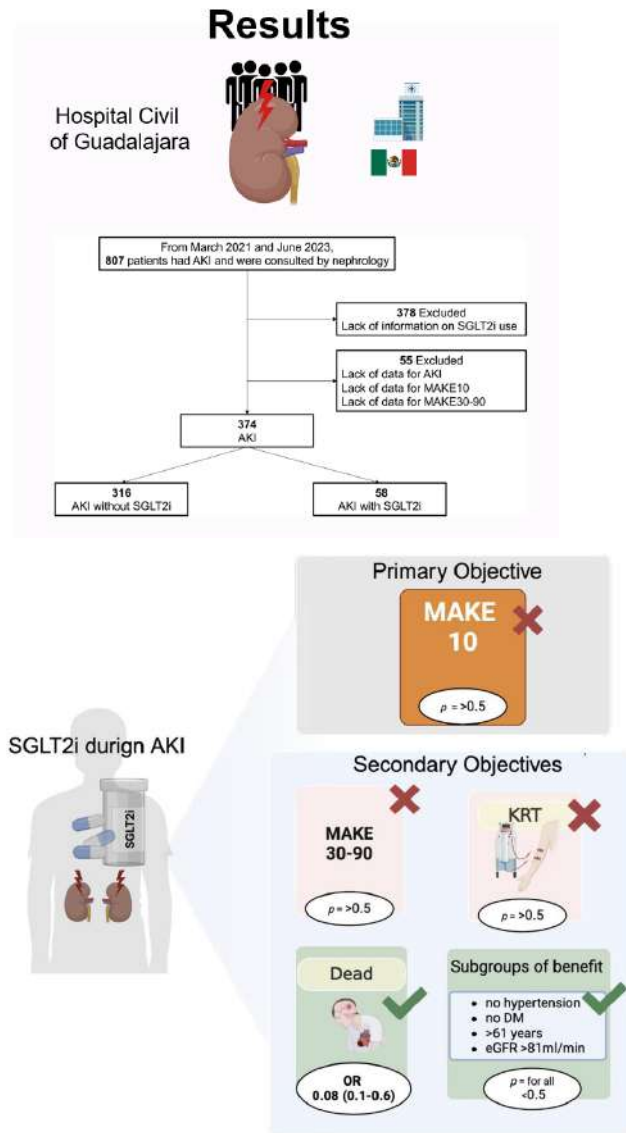 Results
Hospital Civil
of Guadalajara
From March 2021 and June 2023,
807 patients had AKI and were consulted by nephrology
378 Excluded
Lack of information on SGLT2i use
55 Excluded
Lack of data for AKI
Lack of data for MAKE10
Lack of data for MAKE30-90
374
AKI
316
AKI without SGLT2i
58
AKI with SGLT2i
Primary Objective
MAKE
10
p = >0.5
SGLT2i durign AKI
SGLT2i
Secondary Objectives
MAKE
30-90
p = >0.5
KRT
p = >0.5
Dead
OR
0.08 (0.1-0.6)
Subgroups of benefit
• no hypertension
• no DM
• >61 years
• eGFR >81ml/min
p = for all
<0.5